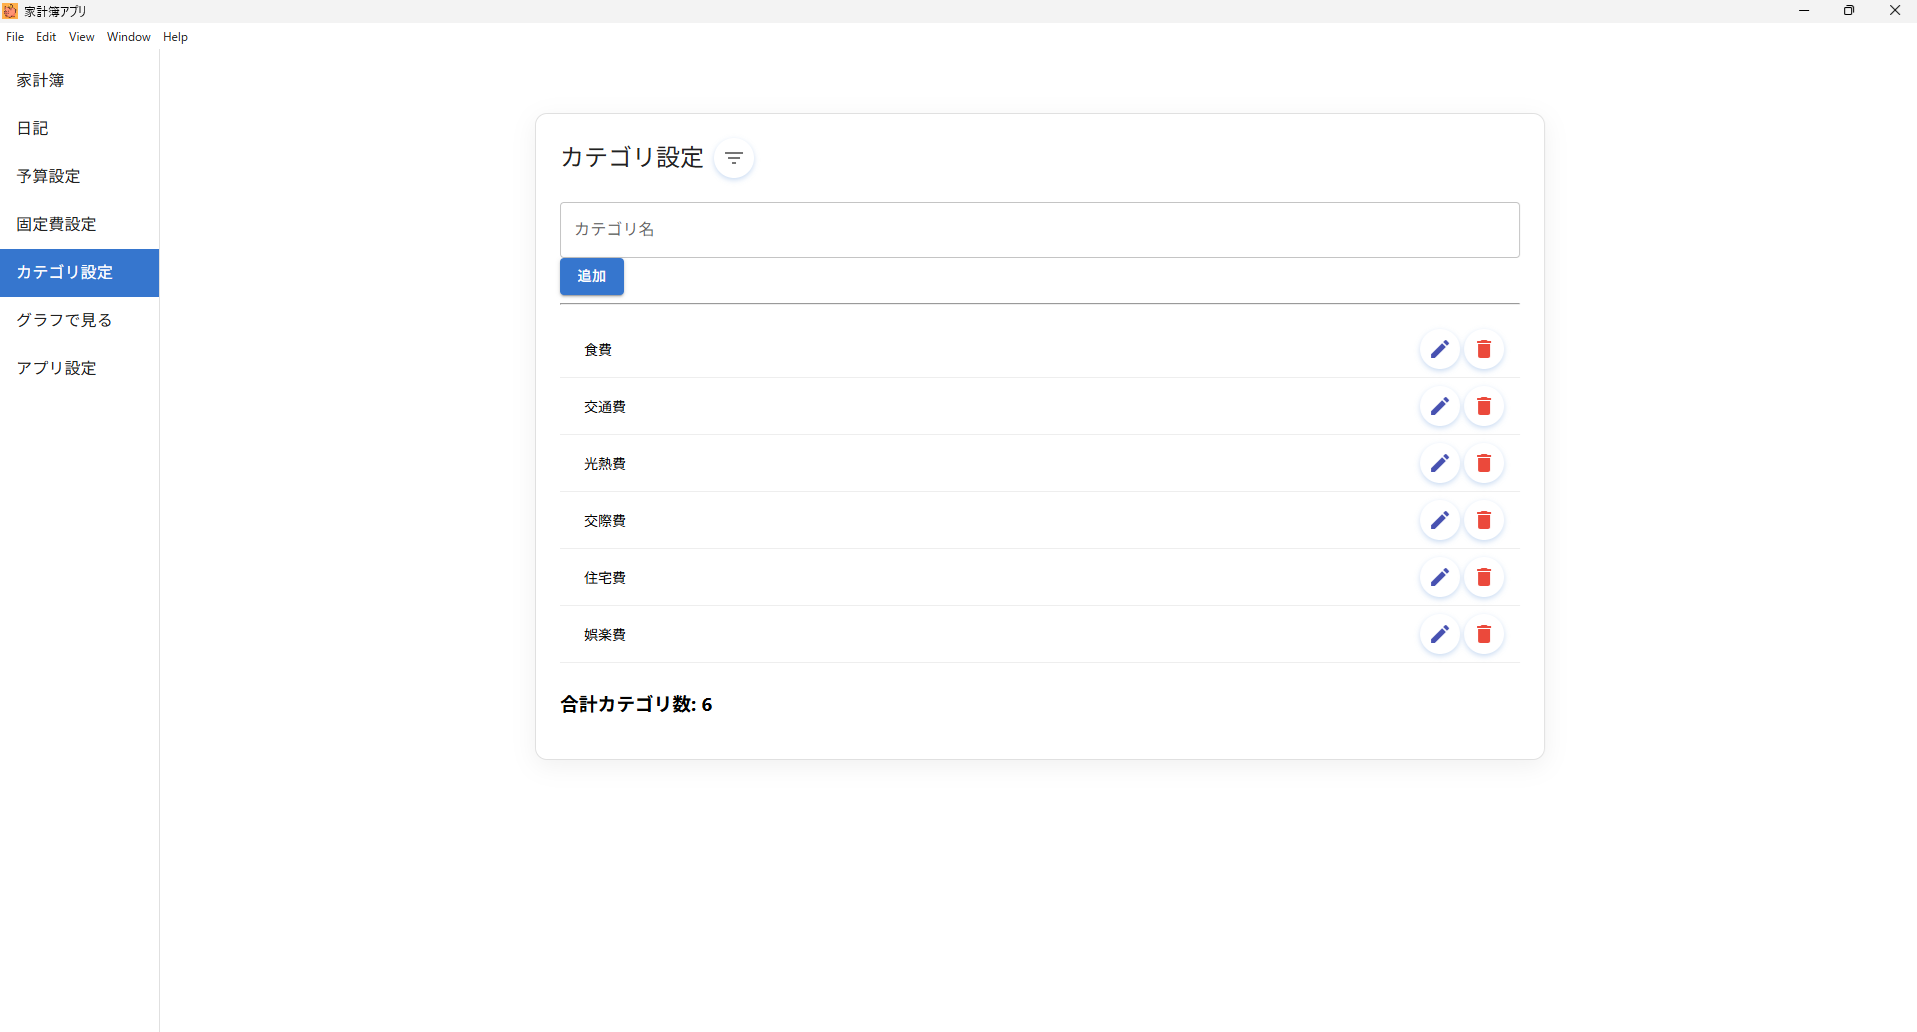 家計簿アプリ
File Edit View Window Help
家計簿
日記
予算設定
固定費設定
カテゴリ設定
グラフで見る
アプリ設定
カテゴリ設定
カテゴリ名
追加
食費
交通費
光熱費
交際費
住宅費
娯楽費
合計カテゴリ数: 6